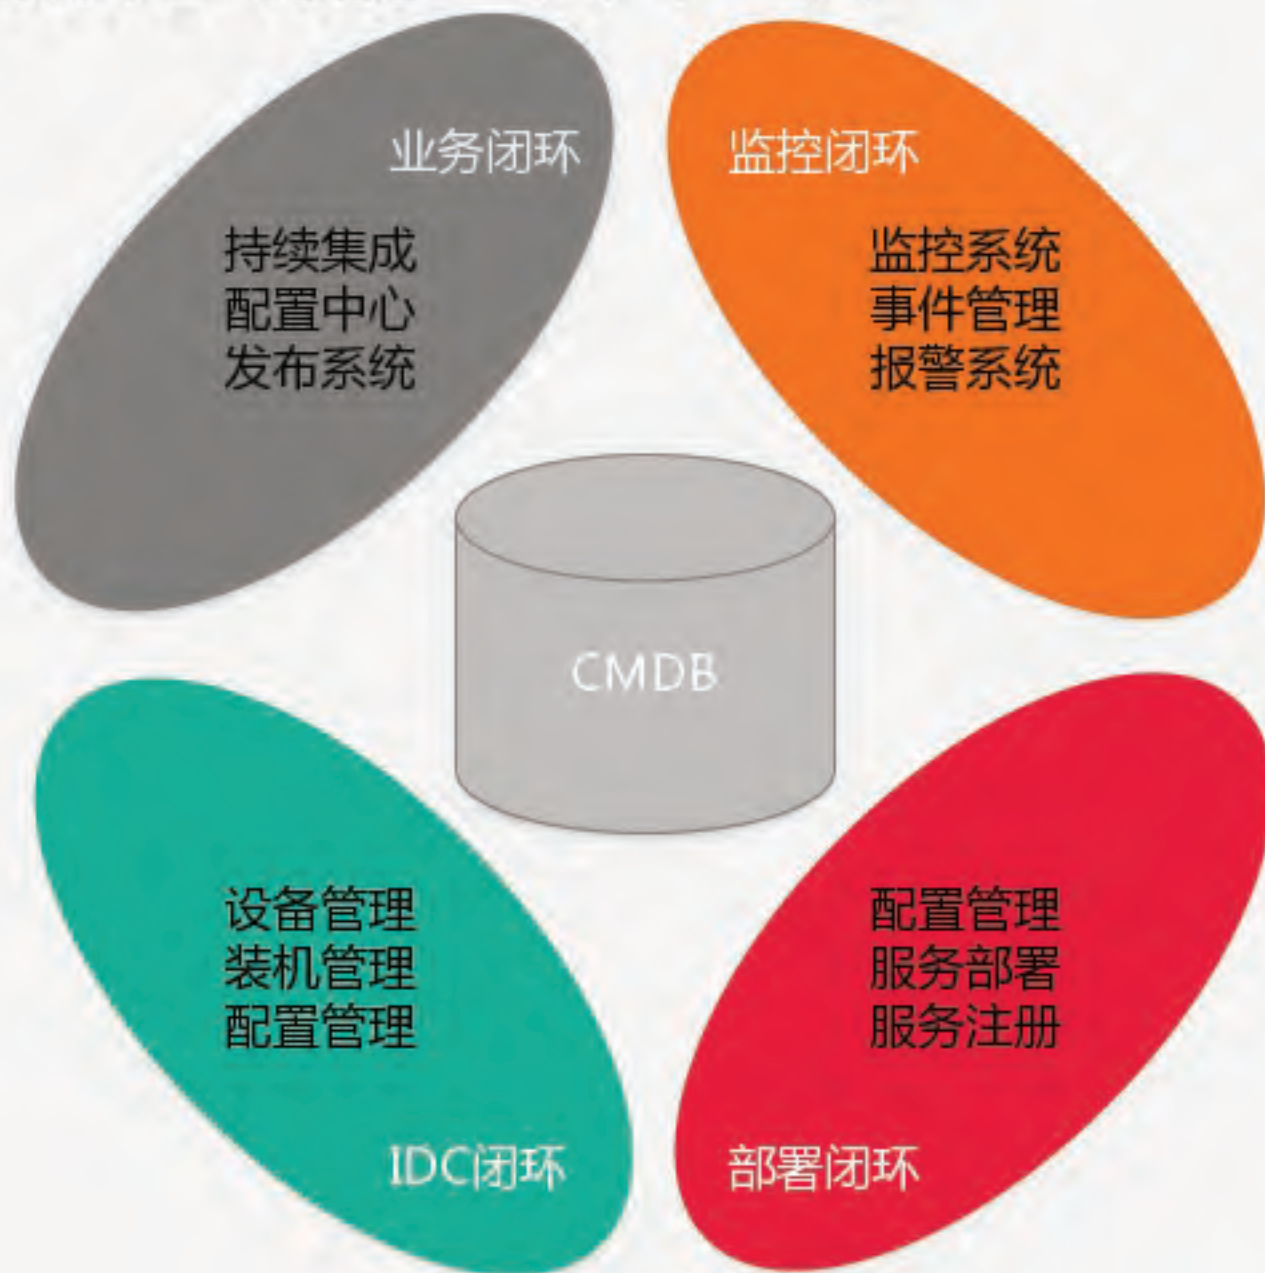 业务闭环
持续集成
配置中心
发布系统
监控闭环
监控系统
事件管理
报警系统
CMDB
设备管理
装机管理
配置管理
IDC闭环
配置管理
服务部署
服务注册
部署闭环